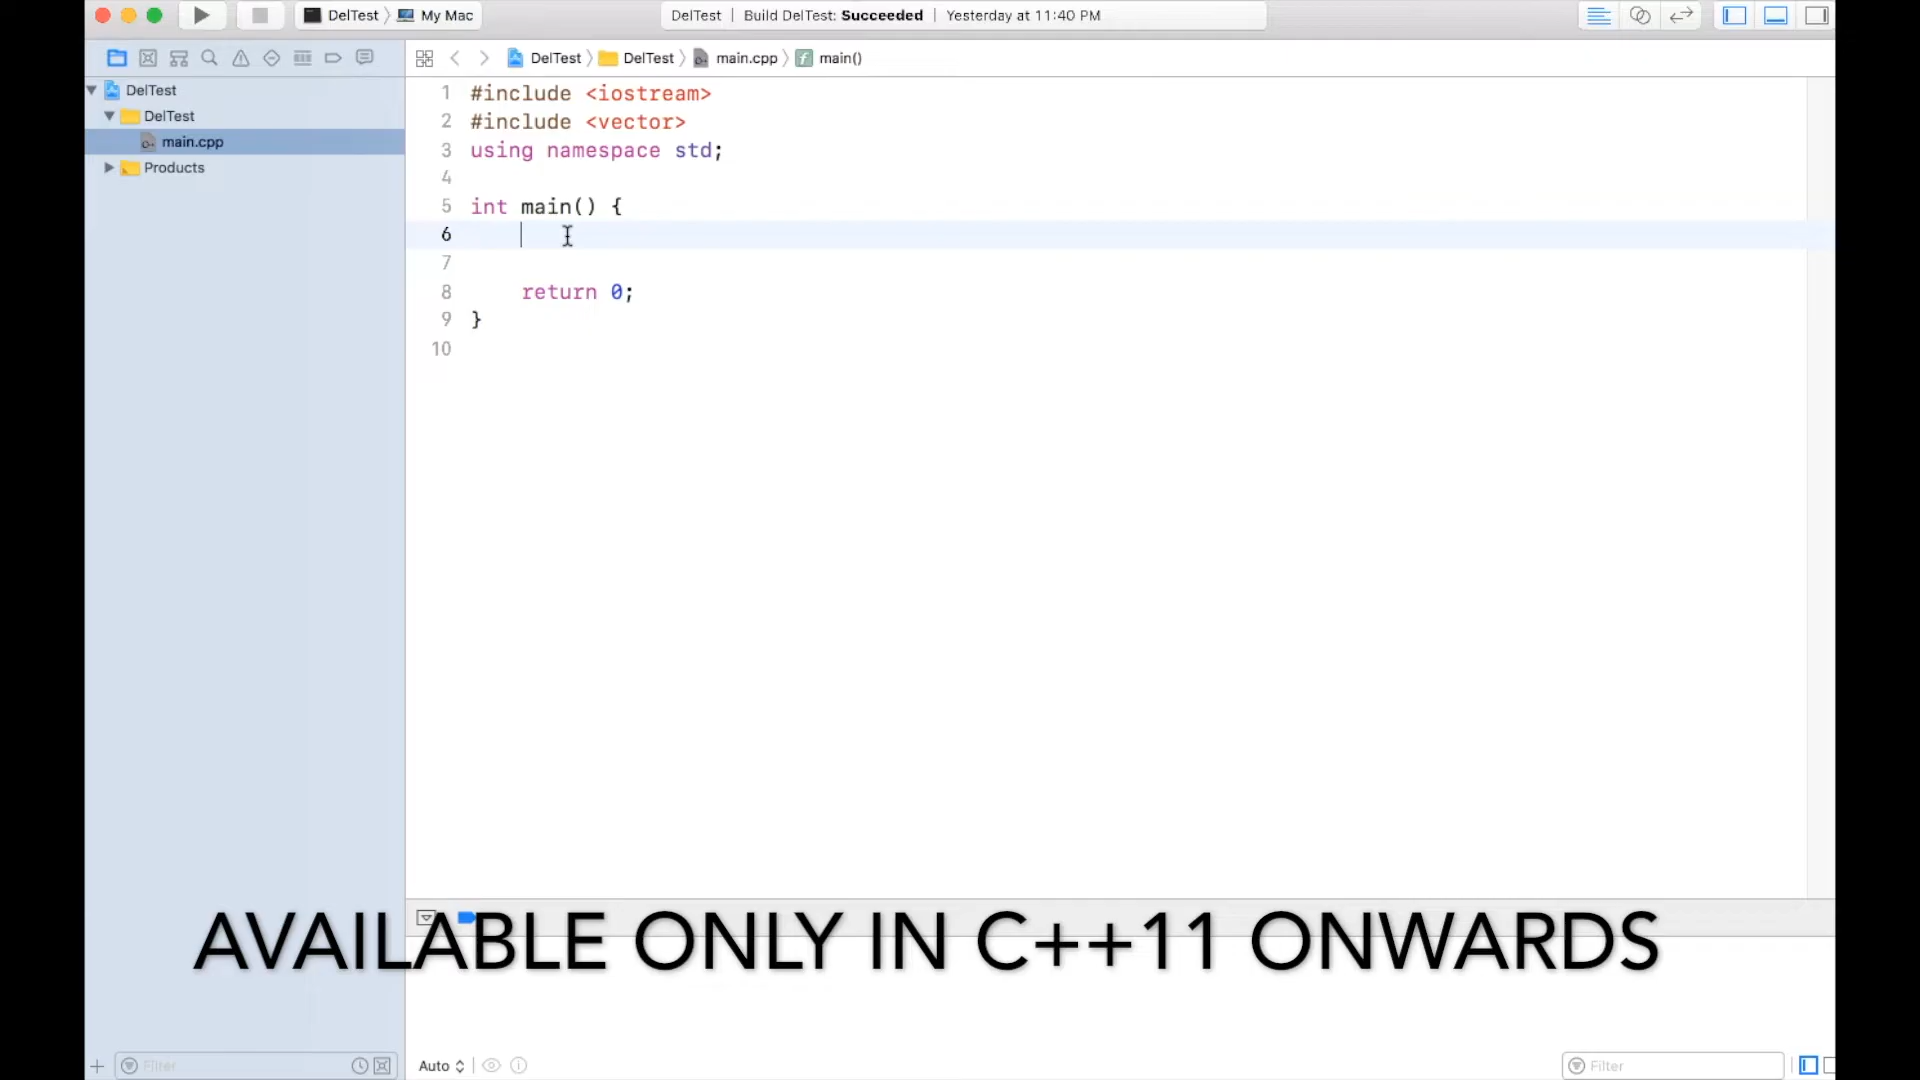 DelTest My Mac
DelTest | Build DelTest: Succeeded | Yesterday at 11:40 PM
DelTest DelTest main.cpp main()
DelTest
DelTest
main.cpp
Products
1 #include <iostream>
2 #include <vector>
3 using namespace std;
4
5 int main() {
6
7
8 return 0;
9 }
10
AVAILABLE ONLY IN C++11 ONWARDS
Filter
Auto
Filter